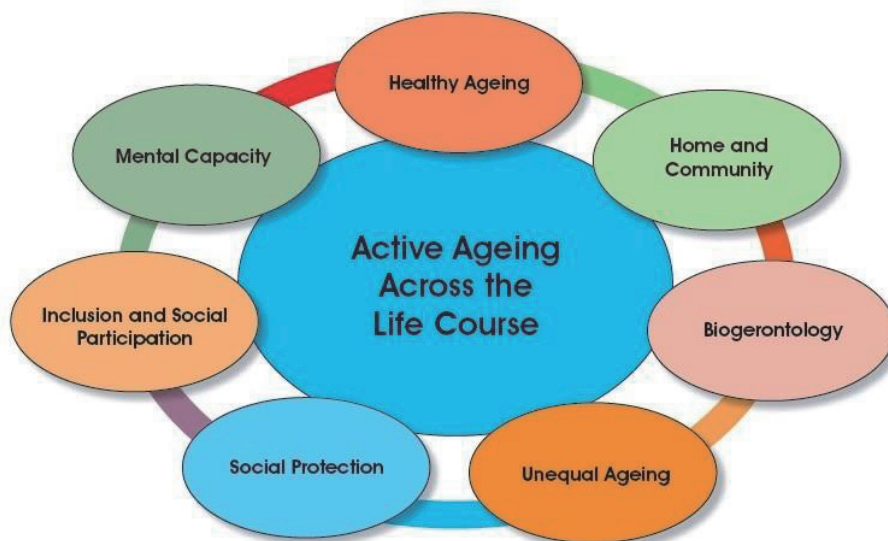 Healthy Ageing
Home and
Community
Biogerontology
Unequal Ageing
Social Protection
Inclusion and Social
Participation
Mental Capacity
Active Ageing
Across the
Life Course